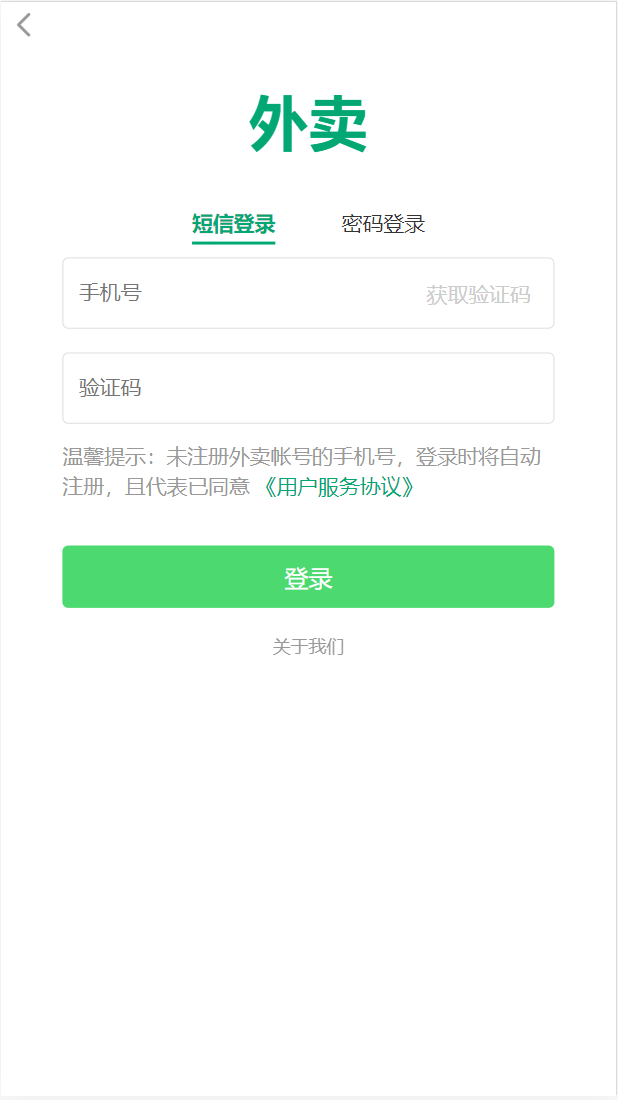 外卖
短信登录 密码登录
手机号 获取验证码
验证码
温馨提示：未注册外卖帐号的手机号，登录时将自动
注册，且代表已同意《用户服务协议》
登录
关于我们